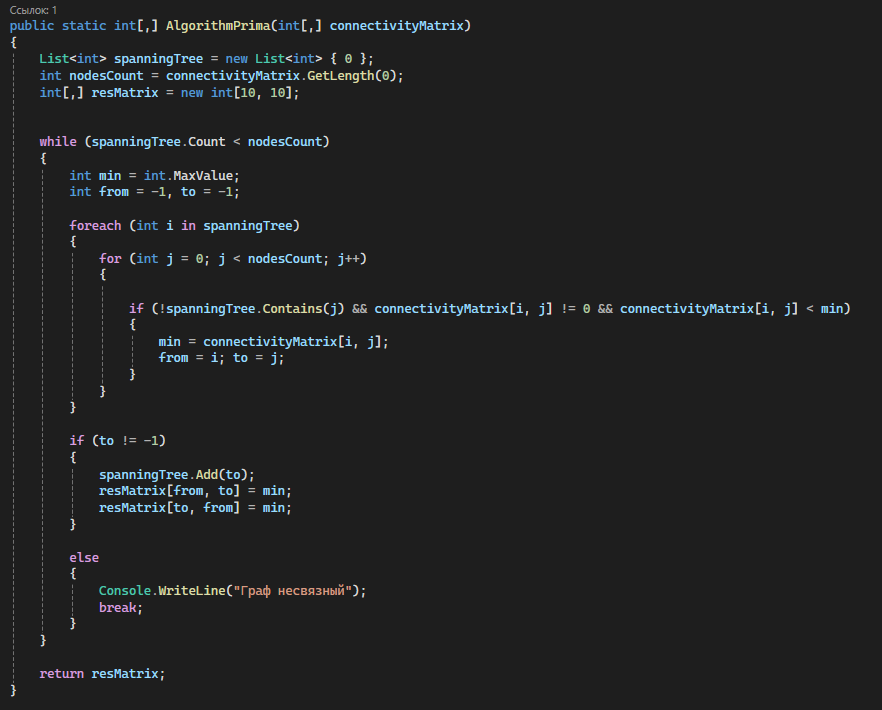 Ссылок: 1
public static int[,] AlgorithmPrima(int[,] connectivityMatrix)
{
    List<int> spanningTree = new List<int> { 0 };
    int nodesCount = connectivityMatrix.GetLength(0);
    int[,] resMatrix = new int[10, 10];
    while (spanningTree.Count < nodesCount)
    {
        int min = int.MaxValue;
        int from = -1, to = -1;
        foreach (int i in spanningTree)
        {
            for (int j = 0; j < nodesCount; j++)
            {
                if (!spanningTree.Contains(j) && connectivityMatrix[i, j] != 0 && connectivityMatrix[i, j] < min)
                {
                    min = connectivityMatrix[i, j];
                    from = i; to = j;
                }
            }
        }
        if (to != -1)
        {
            spanningTree.Add(to);
            resMatrix[from, to] = min;
            resMatrix[to, from] = min;
        }
        else
        {
            Console.WriteLine("Граф несвязный");
            break;
        }
    }
    return resMatrix;
}